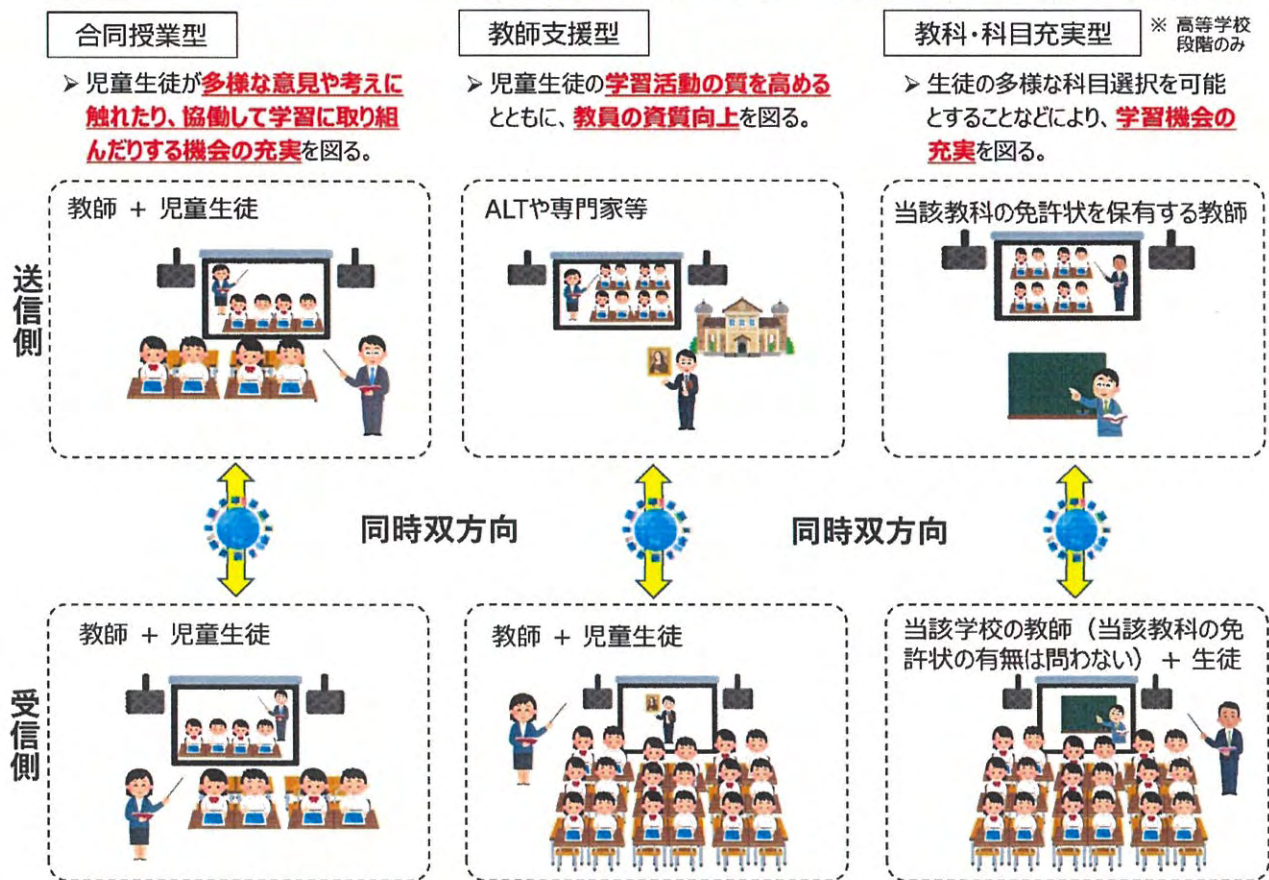 合同授業型
➢ 児童生徒が多様な意見や考えに
触れたり、協働して学習に取り組
んだりする機会の充実を図る。
教師支援型
➢ 児童生徒の学習活動の質を高める
とともに、教員の資質向上を図る。
教科・科目充実型
※ 高等学校
段階のみ
➢ 生徒の多様な科目選択を可能
とすることなどにより、学習機会の
充実を図る。
送信側
教師 + 児童生徒
ALTや専門家等
当該教科の免許状を保有する教師
同時双方向
同時双方向
受信側
教師 + 児童生徒
教師 + 児童生徒
当該学校の教師（当該教科の免
許状の有無は問わない） + 生徒